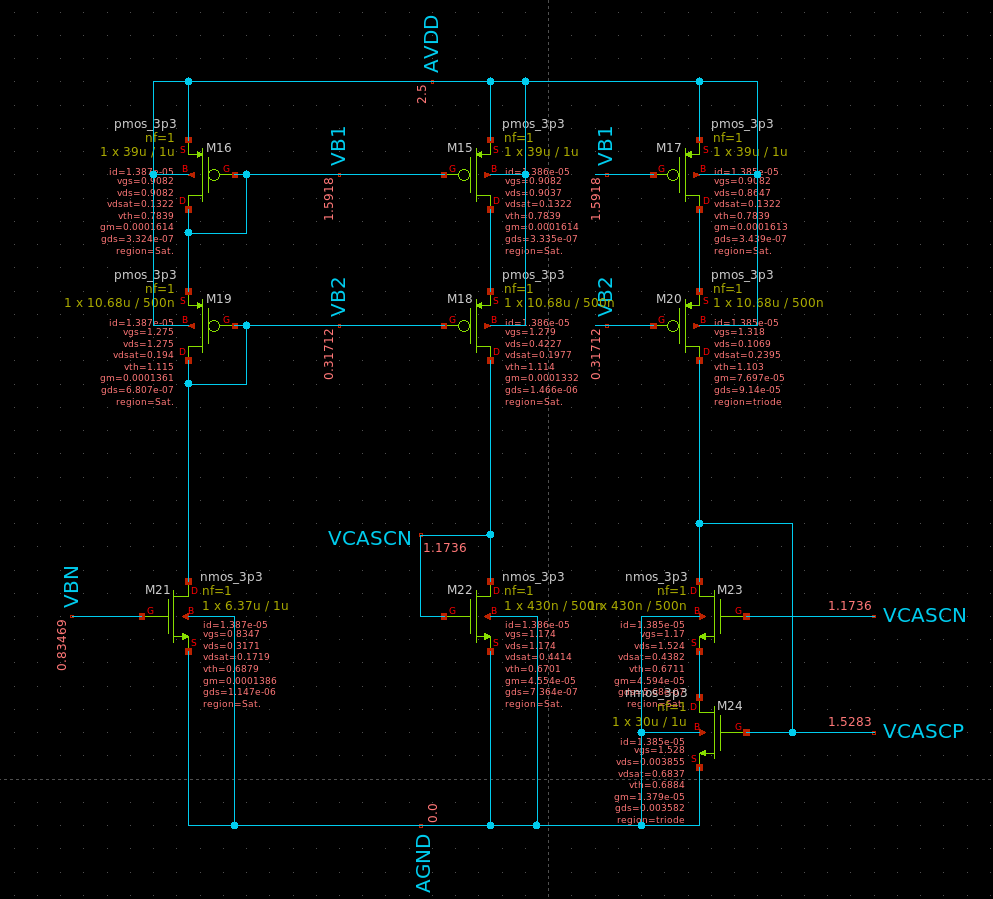 AVDD
2.5
pmos_3p3
nf=1
1 x 39u / 1u
M16
S
B
G
D
id=1.387e-05
vgs=0.9082
vds=0.9082
vdsat=0.1322
vth=0.7839
gm=0.0001614
gds=3.324e-07
region=Sat.
VB1
1.5918
pmos_3p3
nf=1
1 x 39u / 1u
M15
S
B
G
D
id=1.386e-05
vgs=0.9082
vds=0.9037
vdsat=0.1322
vth=0.7839
gm=0.0001614
gds=3.335e-07
region=Sat.
VB1
1.5918
pmos_3p3
nf=1
1 x 39u / 1u
M17
S
B
G
D
id=1.385e-05
vgs=0.9082
vds=0.8647
vdsat=0.1322
vth=0.7839
gm=0.0001613
gds=3.439e-07
region=Sat.
pmos_3p3
nf=1
1 x 10.68u / 500n
M19
S
B
G
D
id=1.387e-05
vgs=1.275
vds=1.275
vdsat=0.194
vth=1.115
gm=0.0001361
gds=6.807e-07
region=Sat.
VB2
0.31712
pmos_3p3
nf=1
1 x 10.68u / 500n
M18
S
B
G
D
id=1.386e-05
vgs=1.279
vds=0.4227
vdsat=0.1977
vth=1.114
gm=0.0001332
gds=1.466e-06
region=Sat.
VB2
0.31712
pmos_3p3
nf=1
1 x 10.68u / 500n
M20
S
B
G
D
id=1.385e-05
vgs=1.318
vds=0.1069
vdsat=0.2395
vth=1.103
gm=7.697e-05
gds=9.14e-05
region=triode
VBN
0.83469
nmos_3p3
nf=1
1 x 6.37u / 1u
M21
D
G
B
S
id=1.387e-05
vgs=0.8347
vds=0.3171
vdsat=0.1719
vth=0.6879
gm=0.0001386
gds=1.147e-06
region=Sat.
VCASCN
1.1736
nmos_3p3
nf=1
1 x 430n / 500n
M22
D
G
B
S
id=1.386e-05
vgs=1.174
vds=1.174
vdsat=0.4414
vth=0.6701
gm=4.554e-05
gds=7.364e-07
region=Sat.
nmos_3p3
nf=1
1 x 430n / 500n
M23
D
G
B
S
id=1.385e-05
vgs=1.17
vds=1.524
vdsat=0.4382
vth=0.6711
gm=4.594e-05
region=Sat.
1.1736
VCASCN
nmos_3p3
nf=1
1 x 30u / 1u
M24
D
G
B
S
id=1.385e-05
vgs=1.528
vds=0.003855
vdsat=0.6837
vth=0.6884
gm=1.379e-05
gds=0.003582
region=triode
1.5283
VCASCP
0.0
AGND